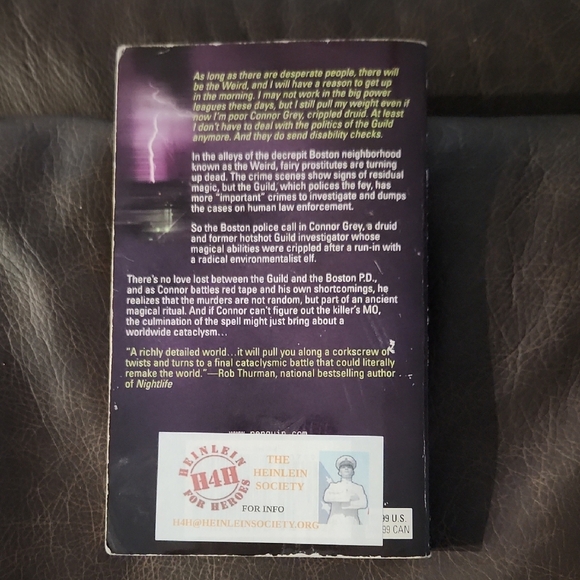 As long as there are desperate people, there will
be the Weird, and I will have a reason to get up
in the morning. I may not work in the big power
leagues these days, but I still pull my weight even if
now I'm poor Connor Grey, crippled druid. At least
I don't have to deal with the politics of the Guild
anymore. And they do send disability checks.
In the alleys of the decrepit Boston neighborhood
known as the Weird, fairy prostitutes are turning
up dead. The crime scenes show signs of residual
magic, but the Guild, which polices the fey, has
more "important" crimes to investigate and dumps
the cases on human law enforcement.
So the Boston police call in Connor Grey, a druid
and former hotshot Guild investigator whose
magical abilities were crippled after a run-in with
a radical environmentalist elf.
There's no love lost between the Guild and the Boston P.D.,
and as Connor battles red tape and his own shortcomings, he
realizes that the murders are not random, but part of an ancient
magical ritual. And if Connor can't figure out the killer's MO,
the culmination of the spell might just bring about a
worldwide cataclysm...
"A richly detailed world...it will pull you along a corkscrew of
twists and turns to a final cataclysmic battle that could literally
remake the world."—Rob Thurman, national bestselling author
of Nightlife
www.penguin.com
HEINLEIN
H4H
FOR HEROES
THE
HEINLEIN
SOCIETY
FOR INFO
H4H@HEINLEINSOCIETY.ORG
99 U.S.
99 CAN